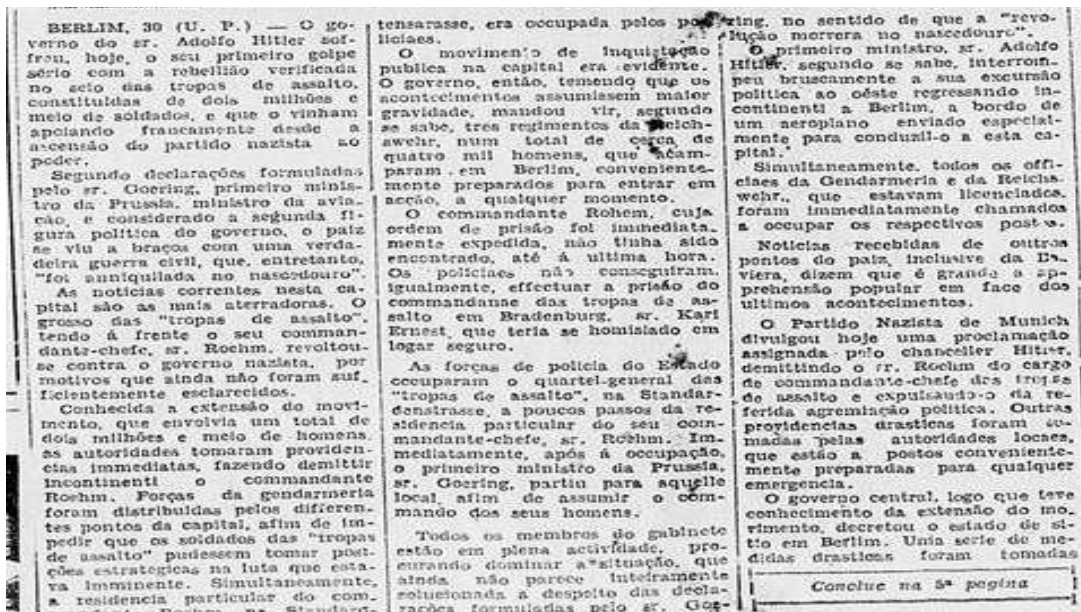 BERLIM, 30 (U. P.) — O go-
verno do sr. Adolfo Hitler sof-
freu, hoje, o seu primeiro golpe
sério com a rebellião verificada
no seio das tropas de assalto,
constituidas de dois milhões e
meio de soldados, e que o vinham
apoiando francamente desde a
ascensão do partido nazista ao
poder.
Segundo declarações formuladas
pelo sr. Goering, primeiro minis-
tro da Prussia, ministro da avia-
ção, e considerado a segunda fi-
gura politica do governo, o paiz
se viu a braços com uma verda-
deira guerra civil, que, entretanto,
"foi anniquilada no nascedouro".
As noticias correntes nesta ca-
pital são as mais aterradoras. O
grosso das "tropas de assalto",
tendo á frente o seu comman-
dante-chefe, sr. Roehm, revoltou-
se contra o governo nazista, por
motivos que ainda não foram suf-
ficientemente esclarecidos.
Conhecida a extensão do movi-
mento, que envolvia um total de
dois milhões e meio de homens,
as autoridades tomaram providen-
cias immediatas, fazendo demittir
incontinenti o commandante
Roehm. Forças da gendarmeria
foram distribuidas pelos differen-
tes pontos da capital, afim de im-
pedir que os soldados das "tropas
de assalto" pudessem tomar posi-
ções estrategicas na luta que esta-
va imminente. Simultaneamente,
a residencia particular do com-
Roehm, na Standard-
tensarasse, era occupada pelos po-
liciaes.
O movimento de inquietação
publica na capital era evidente.
O governo, então, temendo que os
acontecimentos assumissem maior
gravidade, mandou vir, segundo
se sabe, tres regimentos da Reich-
swehr, num total de cerca de
quatro mil homens, que acam-
param em Berlim, conveniente-
mente preparados para entrar em
acção, a qualquer momento.
O commandante Rohem, cuja
ordem de prisão foi immediata-
mente expedida, não tinha sido
encontrado, até á ultima hora.
Os policiaes não conseguiram,
igualmente, effectuar a prisão do
commandanae das tropas de as-
salto em Bradenburg, sr. Karl
Ernest, que teria se homisiado em
logar seguro.
As forças de policia do Estado
occuparam o quartel-general das
"tropas de assalto", na Standar-
denstrasse, a poucos passos da re-
sidencia particular do seu com-
mandante-chefe, sr. Roehm. Im-
mediatamente, após á occupação,
o primeiro ministro da Prussia,
sr. Goering, partiu para aquelle
local, afim de assumir o com-
mando dos seus homens.
Todos os membros do gabinete
estão em plena actividade, pro-
curando dominar a situação, que
ainda não parece inteiramente
solucionada a despeito das decla-
rações formuladas pelo sr. Goe-
ring, no sentido de que a "revo-
lução morrera no nascedouro".
O primeiro ministro, sr. Adolfo
Hitler, segundo se sabe, interrom-
peu bruscamente a sua excursão
politica ao oéste regressando in-
continenti a Berlim, a bordo de
um aeroplano enviado especial-
mente para conduzil-o a esta ca-
pital.
Simultaneamente, todos os offi-
ciaes da Gendarmeria e da Reichs-
wehr, que estavam licenciados,
foram immediatamente chamados
a occupar os respectivos postos.
Noticias recebidas de outros
pontos do paiz, inclusive da Ba-
viera, dizem que é grande a ap-
prehensão popular em face dos
ultimos acontecimentos.
O Partido Nazista de Munich
divulgou hoje uma proclamação
assignada pelo chanceller Hitler,
demittindo o sr. Roehm do cargo
de commandante-chefe das tropas
de assalto e expulsando-o da re-
ferida agremiação politica. Outras
providencias drasticas foram to-
madas pelas autoridades locaes,
que estão a postos conveniente-
mente preparadas para qualquer
emergencia.
O governo central, logo que teve
conhecimento da extensão do mo-
vimento, decretou o estado de si-
tio em Berlim. Uma serie de me-
didas drasticas foram tomadas
Conclue na 5ª pagina